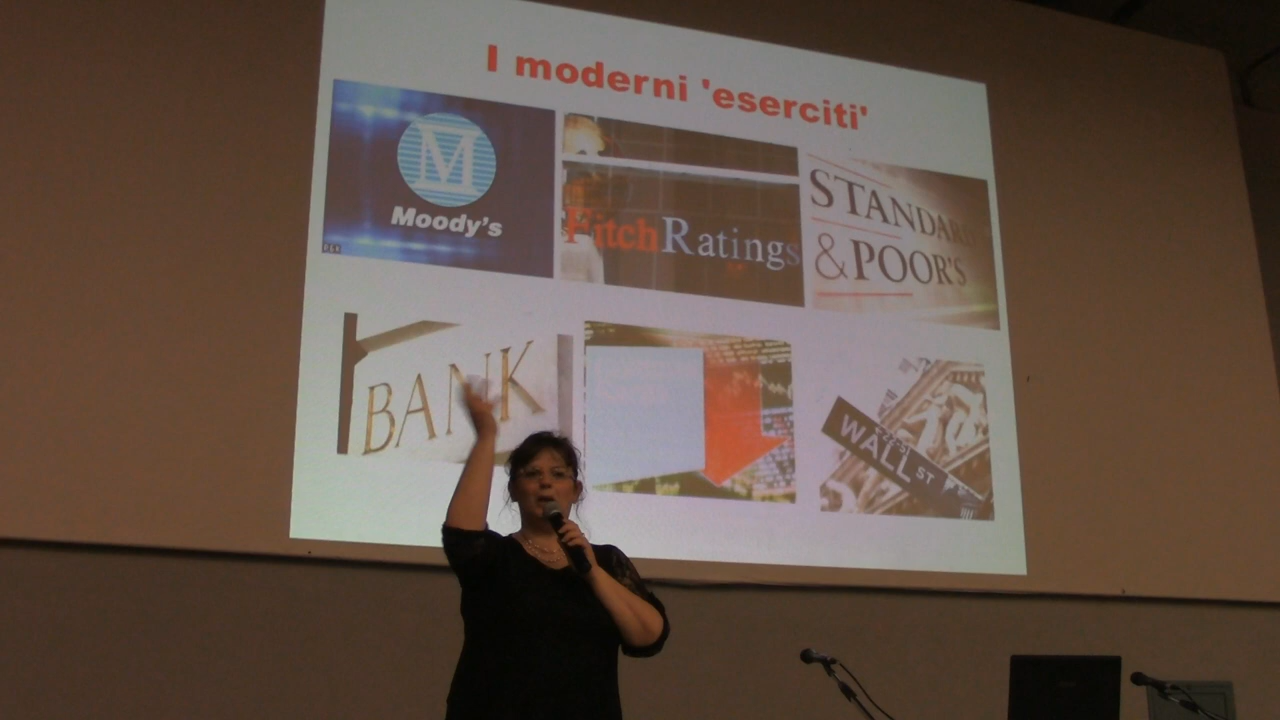 I moderni 'eserciti'
M
Moody's
FitchRatings
STANDARD
& POOR'S
BANK
WALL ST